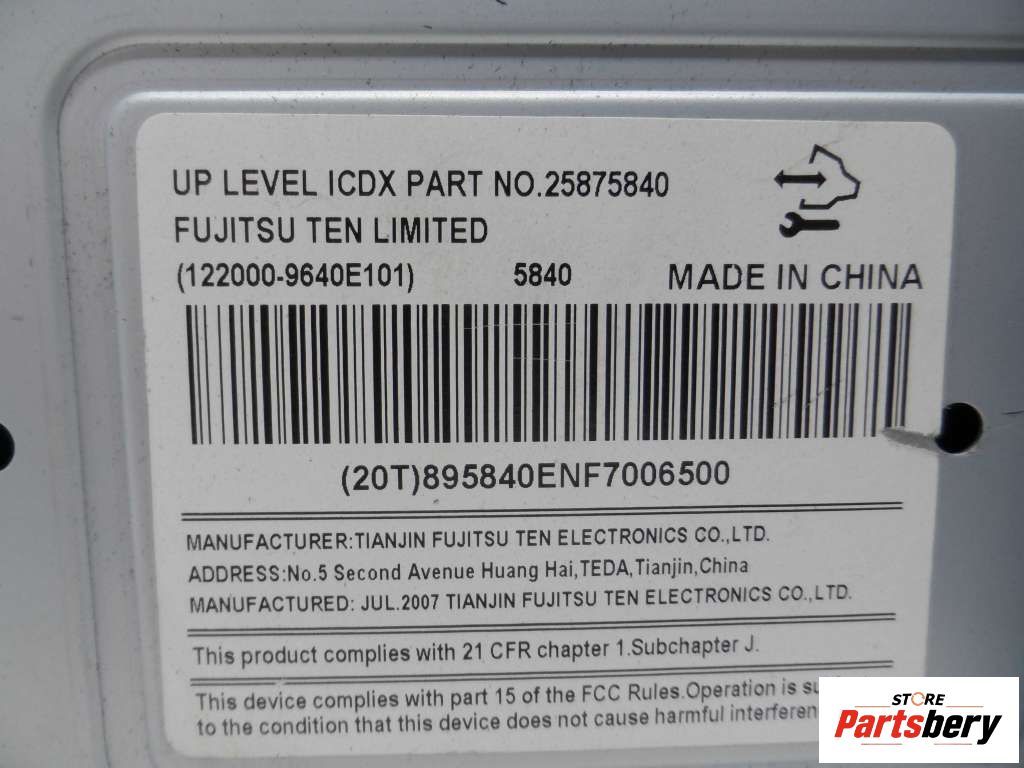 UP LEVEL ICDX PART NO.25875840
FUJITSU TEN LIMITED
(122000-9640E101) 5840 MADE IN CHINA
(20T)895840ENF7006500
MANUFACTURER:TIANJIN FUJITSU TEN ELECTRONICS CO.,LTD.
ADDRESS:No.5 Second Avenue Huang Hai,TEDA,Tianjin,China
MANUFACTURED: JUL.2007 TIANJIN FUJITSU TEN ELECTRONICS CO.,LTD.
This product complies with 21 CFR chapter 1.Subchapter J.
This device complies with part 15 of the FCC Rules.Operation is
to the condition that this device does not cause harmful
STORE
Partsbery